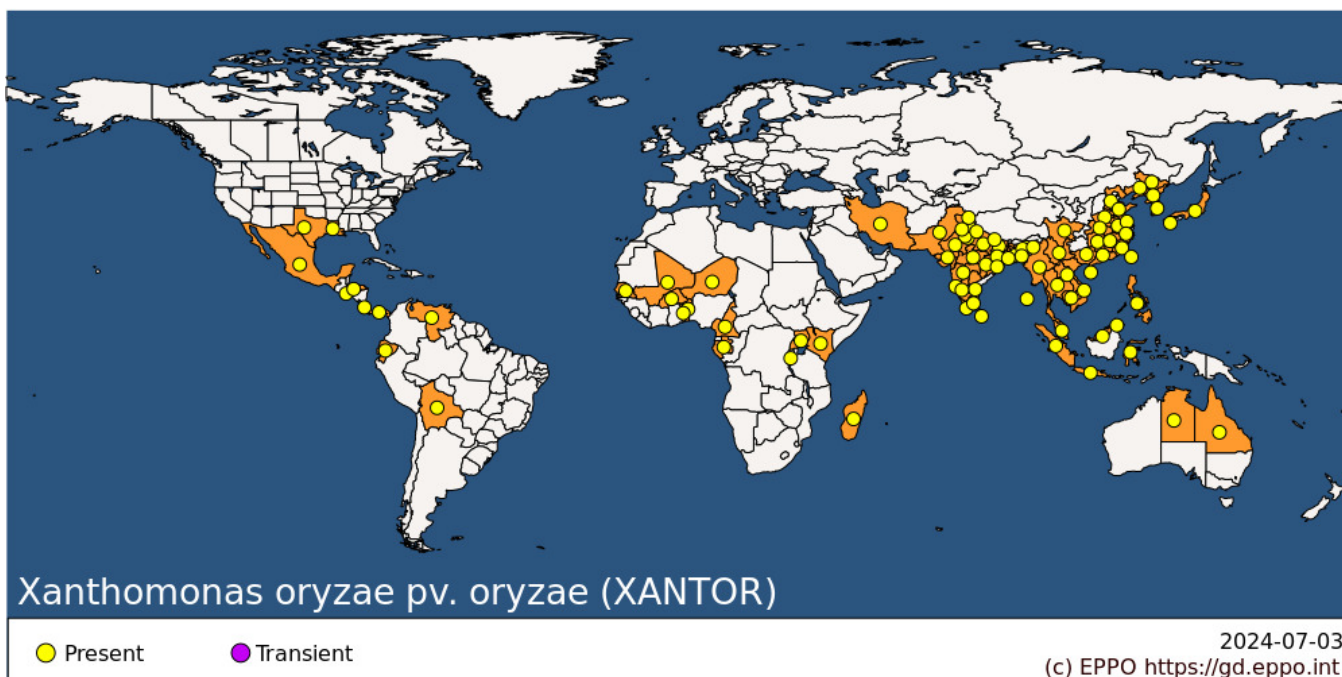 Xanthomonas oryzae pv. oryzae (XANTOR)
Present
Transient
2024-07-03
(c) EPPO https://gd.eppo.int